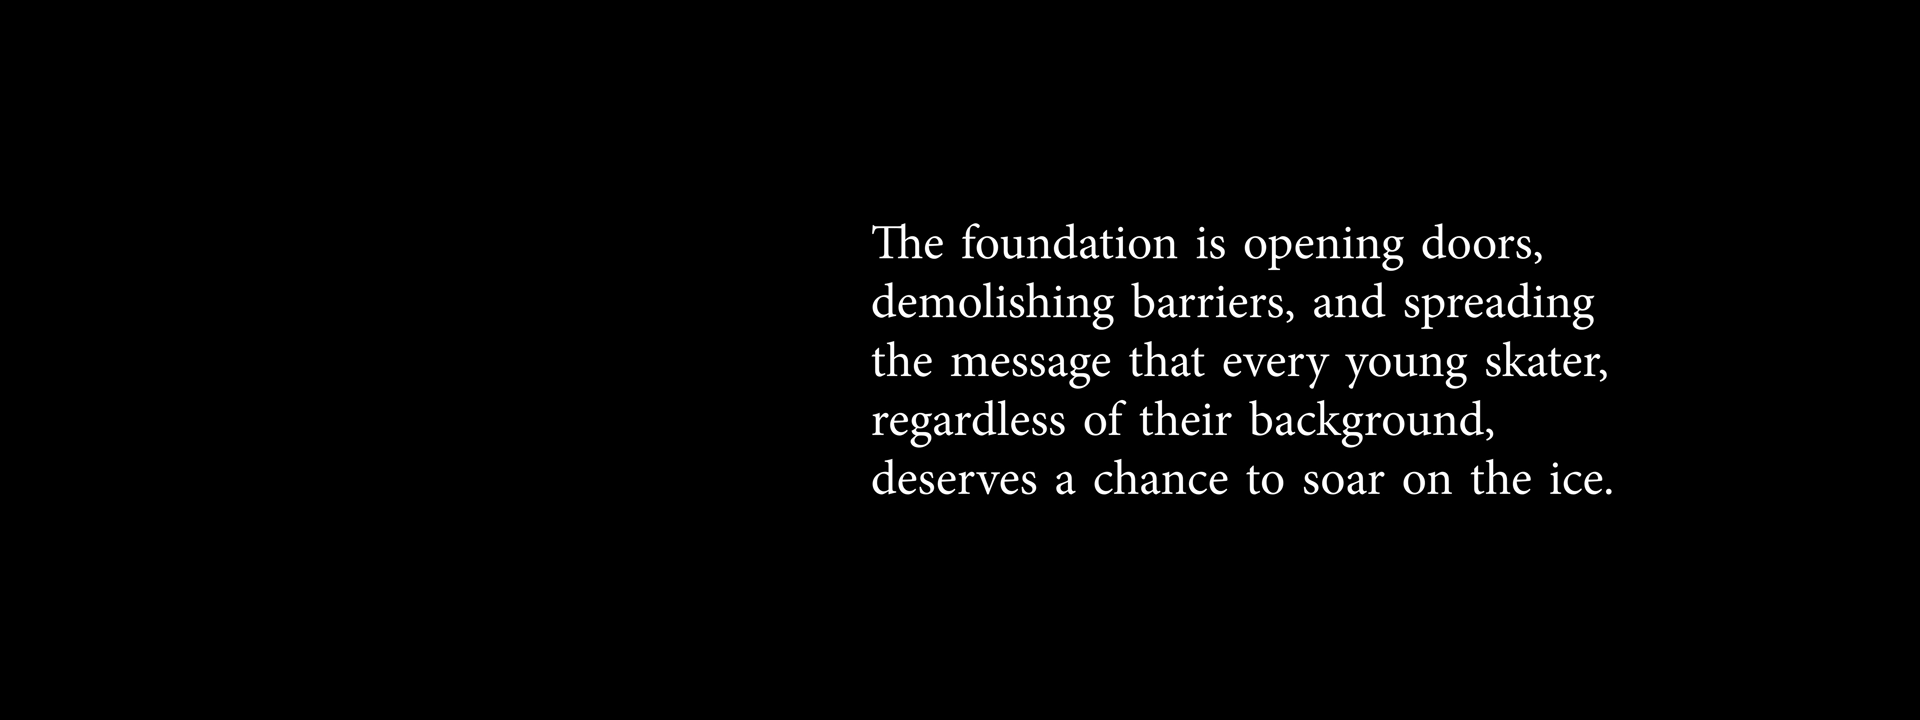 The foundation is opening doors,
demolishing barriers, and spreading
the message that every young skater,
regardless of their background,
deserves a chance to soar on the ice.